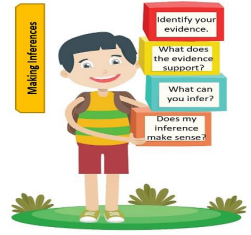 Making Inferences
Identify your
evidence.
What does
the evidence
support?
What can
you infer?
Does my
inference
make sense?